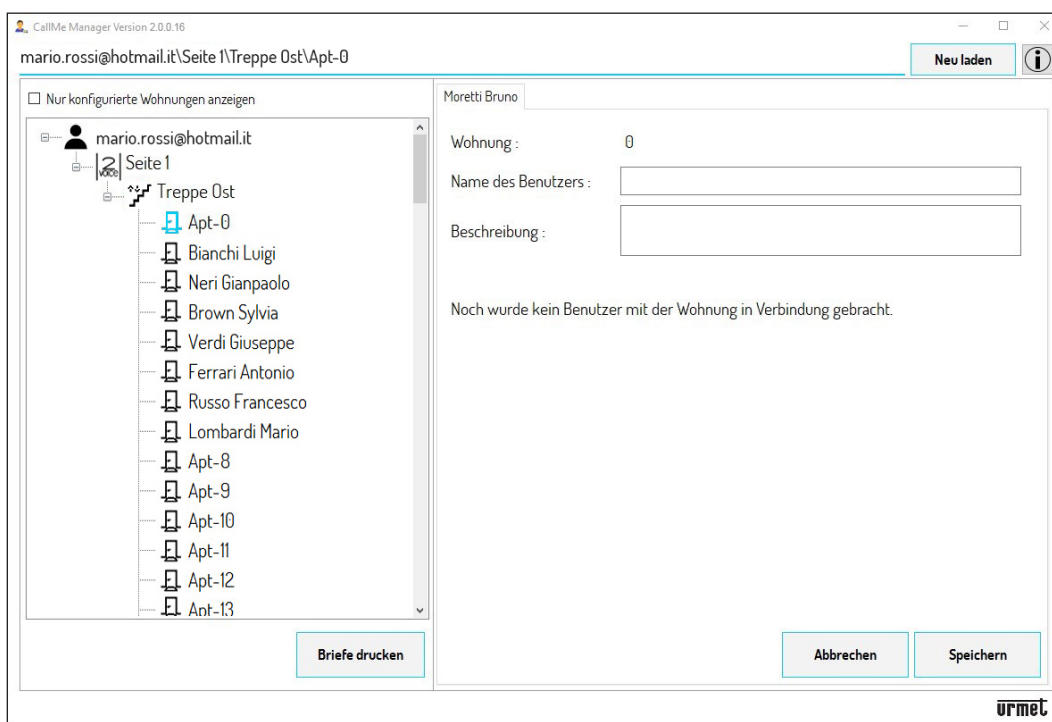 CallMe Manager Version 2.0.0.16
mario.rossi@hotmail.it\Seite 1\Treppe Ost\Apt-0
Neu laden
Nur konfigurierte Wohnungen anzeigen
mario.rossi@hotmail.it
2 VOICE Seite 1
Treppe Ost
Apt-0
Bianchi Luigi
Neri Gianpaolo
Brown Sylvia
Verdi Giuseppe
Ferrari Antonio
Russo Francesco
Lombardi Mario
Apt-8
Apt-9
Apt-10
Apt-11
Apt-12
Apt-13
Briefe drucken
Moretti Bruno
Wohnung : 0
Name des Benutzers :
Beschreibung :
Noch wurde kein Benutzer mit der Wohnung in Verbindung gebracht.
Abbrechen
Speichern
urmet